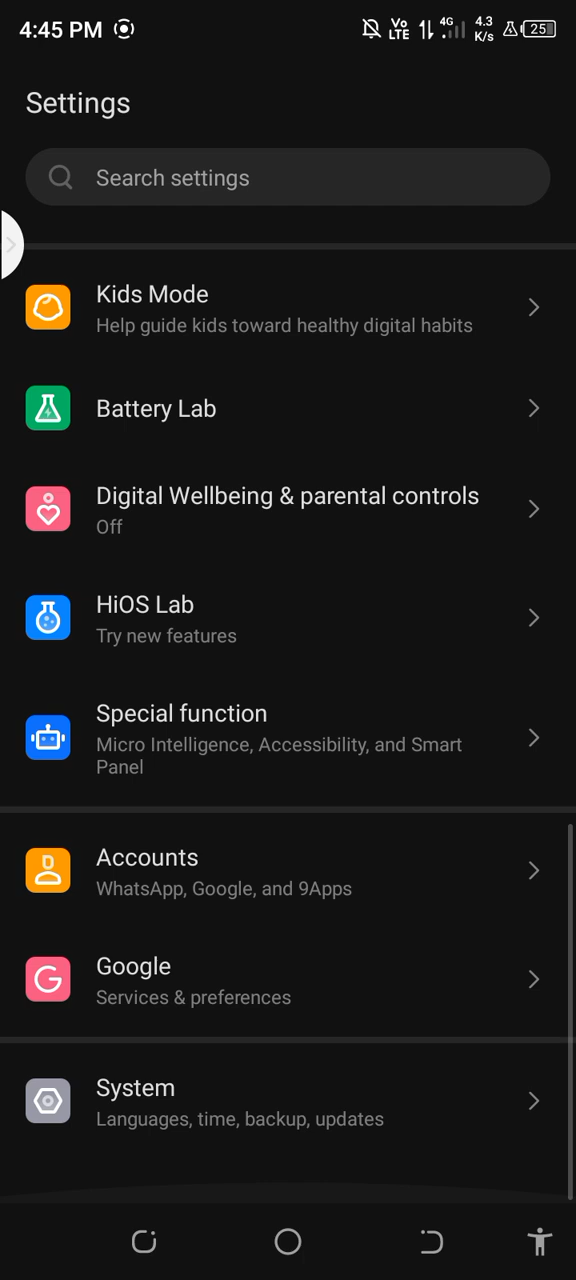 4:45 PM
Vo LTE 4G 4.3 K/s 25
Settings
Search settings
Kids Mode
Help guide kids toward healthy digital habits
Battery Lab
Digital Wellbeing & parental controls
Off
HiOS Lab
Try new features
Special function
Micro Intelligence, Accessibility, and Smart
Panel
Accounts
WhatsApp, Google, and 9Apps
Google
Services & preferences
System
Languages, time, backup, updates